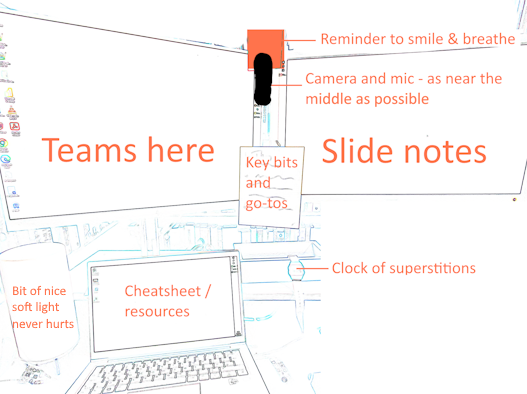 Reminder to smile & breathe
Camera and mic - as near the
middle as possible
Teams here
Slide notes
Key bits
and
go-tos
Clock of superstitions
Bit of nice
soft light
never hurts
Cheatsheet /
resources